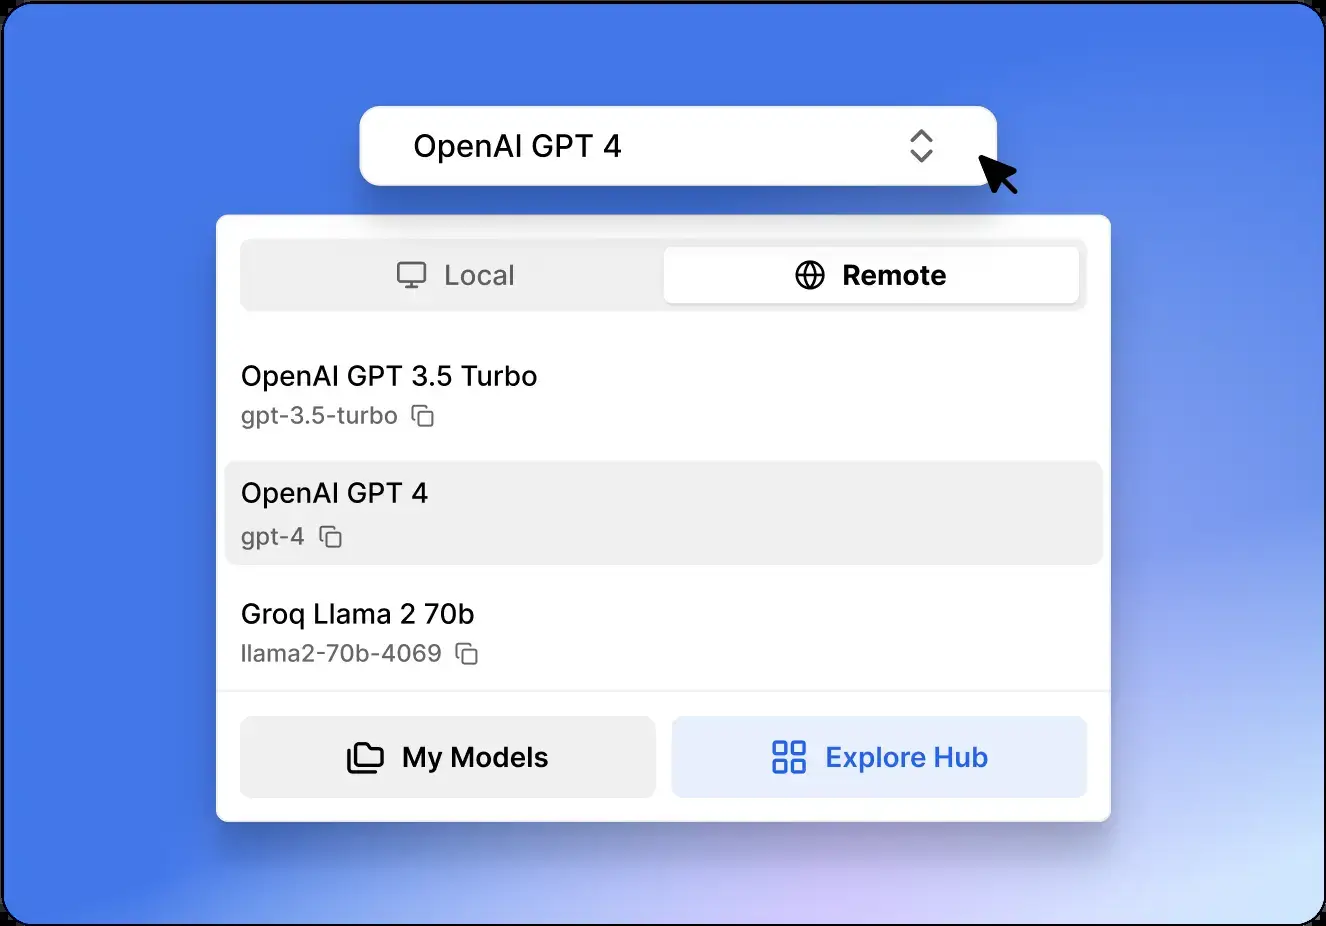 OpenAI GPT 4
Local
Remote
OpenAI GPT 3.5 Turbo
gpt-3.5-turbo
OpenAI GPT 4
gpt-4
Groq Llama 2 70b
llama2-70b-4069
My Models
Explore Hub